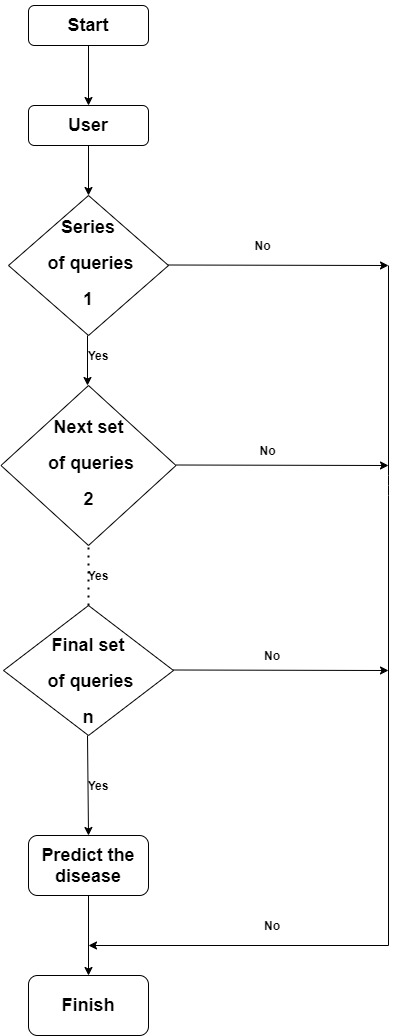 Start
User
Series
of queries
1
No
Yes
Next set
of queries
2
No
Yes
Final set
of queries
n
No
Yes
Predict the
disease
No
Finish